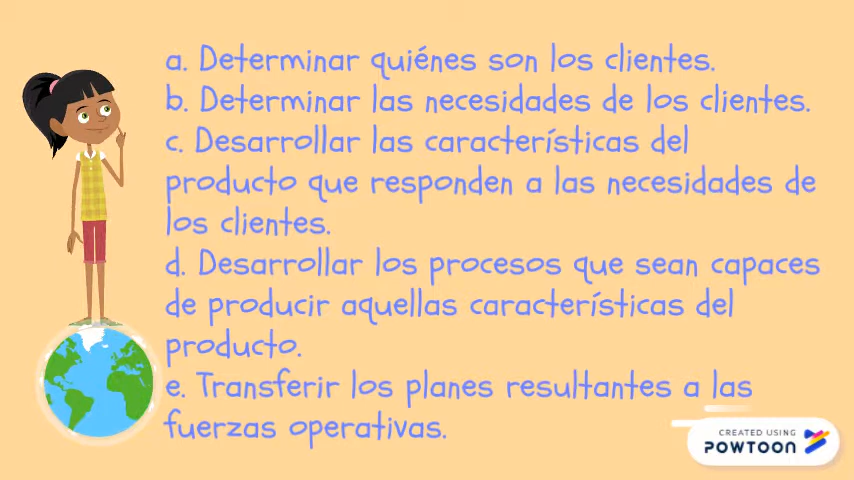 a. Determinar quiénes son los clientes.
b. Determinar las necesidades de los clientes.
c. Desarrollar las características del
producto que responden a las necesidades de
los clientes.
d. Desarrollar los procesos que sean capaces
de producir aquellas características del
producto.
e. Transferir los planes resultantes a las
fuerzas operativas.
CREATED USING
POWTOON